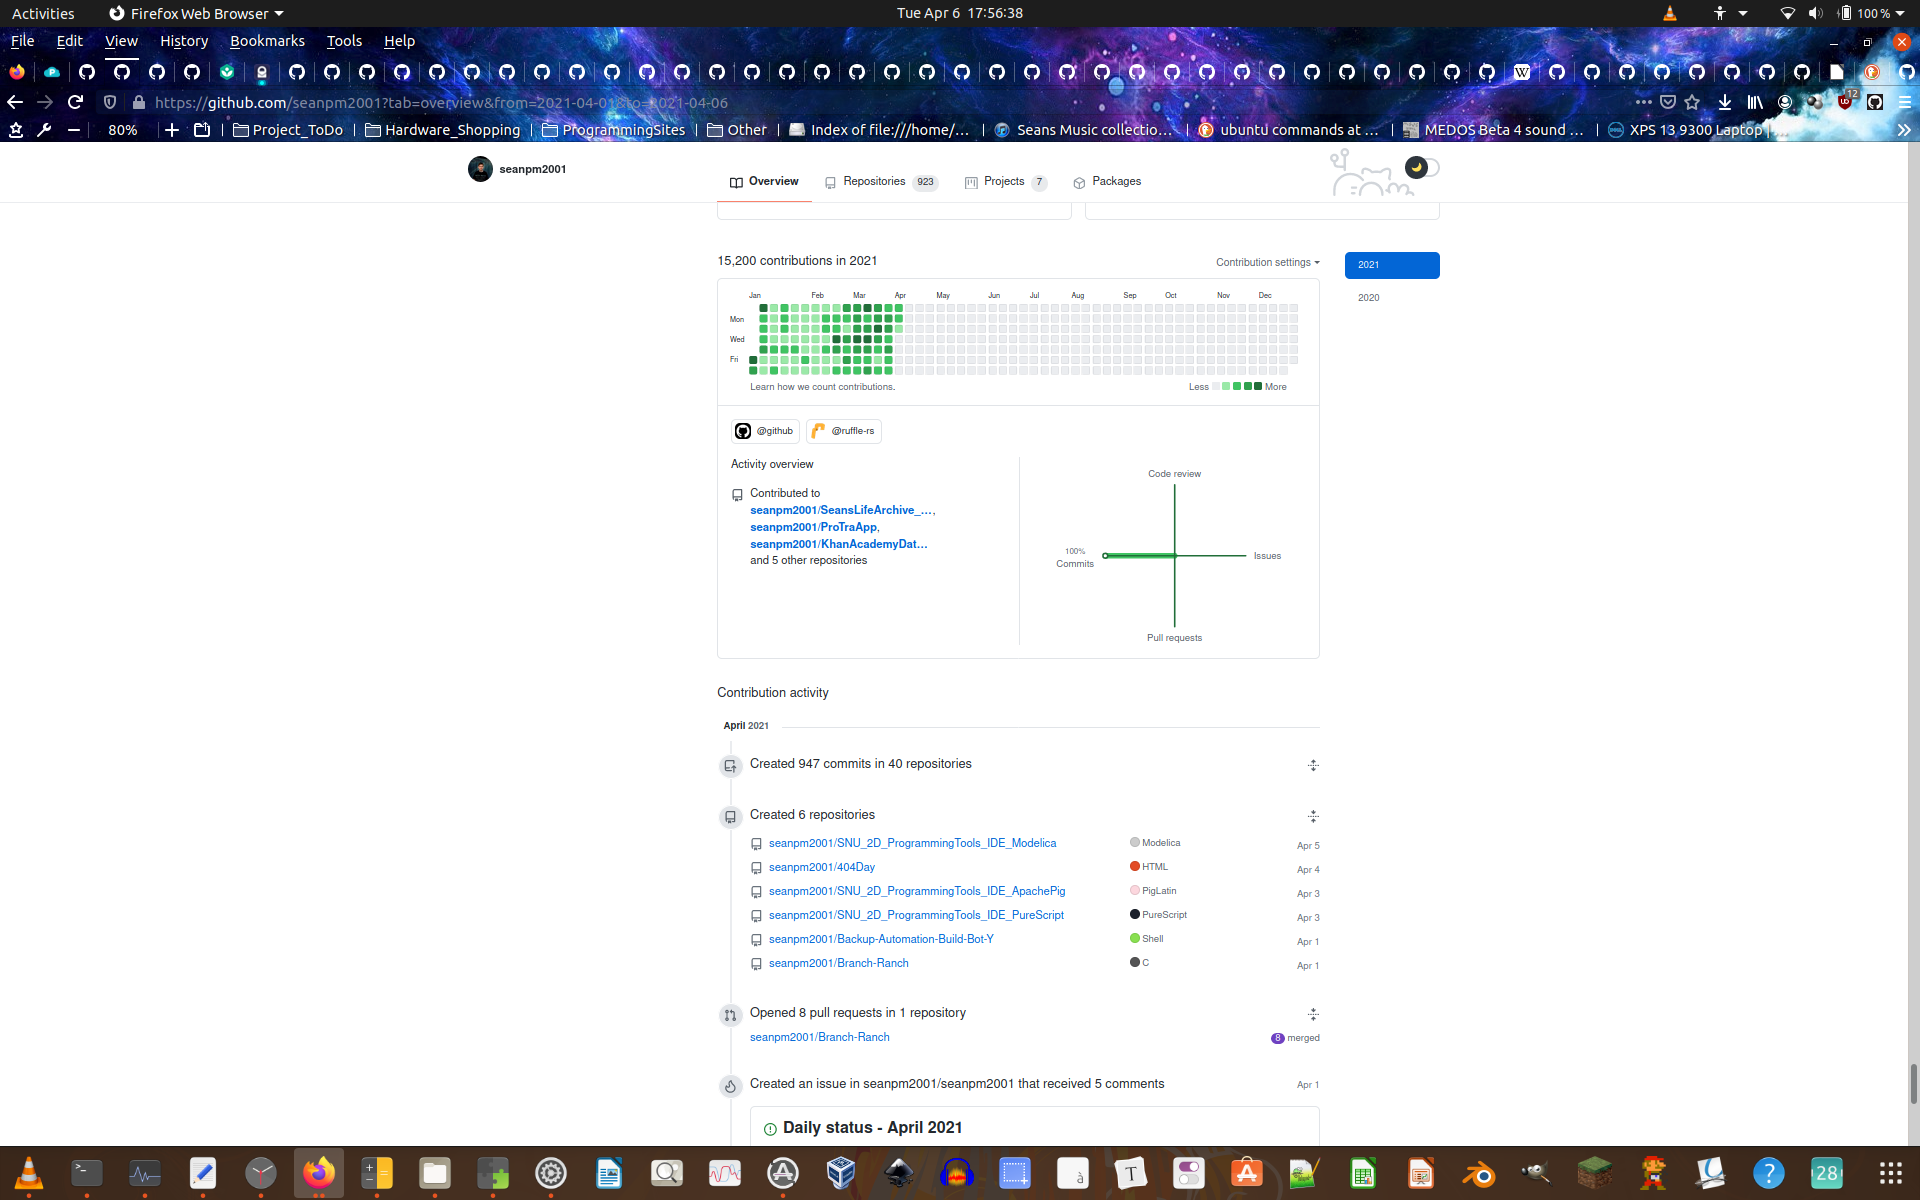 Activities
Firefox Web Browser
Tue Apr 6 17:56:38
100 %
File Edit View History Bookmarks Tools Help
https://github.com/seanpm2001?tab=overview&from=2021-04-01&to=2021-04-06
12
80%
Project_ToDo
Hardware_Shopping
ProgrammingSites
Other
Index of file:///home/...
Seans Music collectio...
ubuntu commands at ...
MEDOS Beta 4 sound ...
XPS 13 9300 Laptop | ...
seanpm2001
Overview
Repositories 923
Projects 7
Packages
15,200 contributions in 2021
Contribution settings
2021
2020
Jan Feb Mar Apr May Jun Jul Aug Sep Oct Nov Dec
Mon
Wed
Fri
Learn how we count contributions.
Less More
@github
@ruffle-rs
Activity overview
Contributed to
seanpm2001/SeansLifeArchive_...,
seanpm2001/ProTraApp,
seanpm2001/KhanAcademyDat...
and 5 other repositories
Code review
100%
Commits
Issues
Pull requests
Contribution activity
April 2021
Created 947 commits in 40 repositories
Created 6 repositories
seanpm2001/SNU_2D_ProgrammingTools_IDE_Modelica Modelica Apr 5
seanpm2001/404Day HTML Apr 4
seanpm2001/SNU_2D_ProgrammingTools_IDE_ApachePig PigLatin Apr 3
seanpm2001/SNU_2D_ProgrammingTools_IDE_PureScript PureScript Apr 3
seanpm2001/Backup-Automation-Build-Bot-Y Shell Apr 1
seanpm2001/Branch-Ranch C Apr 1
Opened 8 pull requests in 1 repository
seanpm2001/Branch-Ranch 8 merged
Created an issue in seanpm2001/seanpm2001 that received 5 comments Apr 1
Daily status - April 2021
28